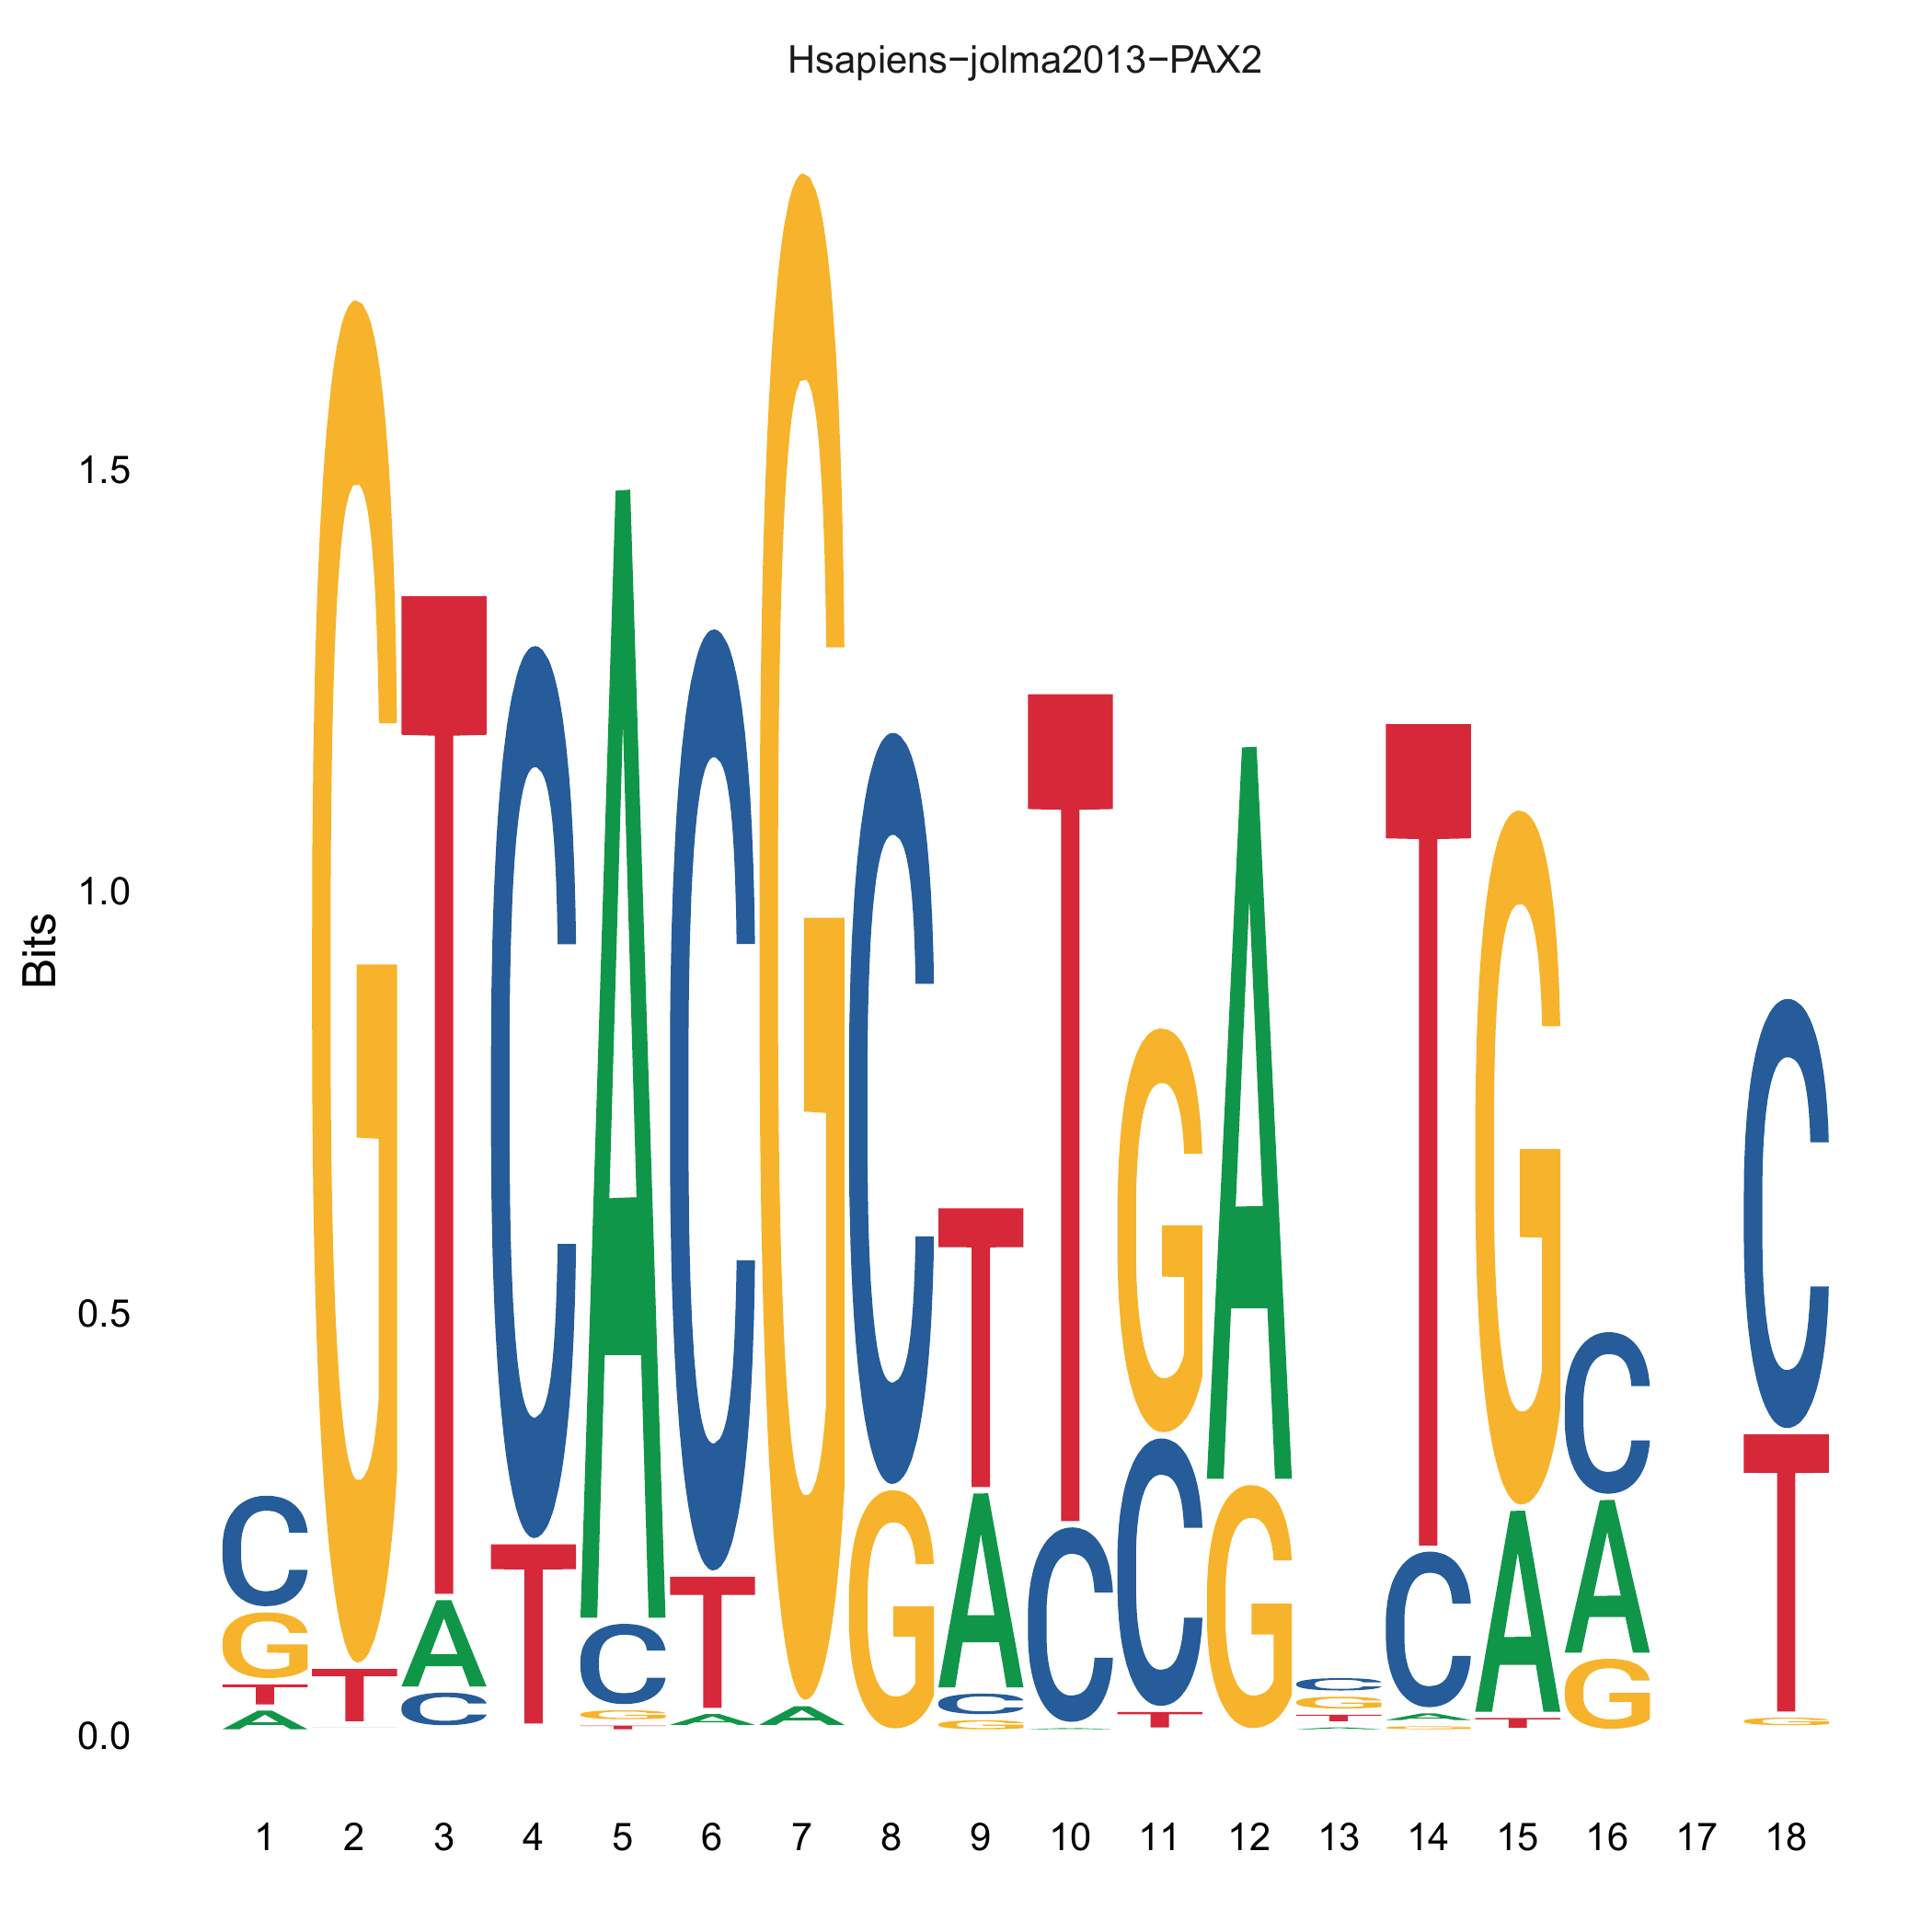 Hsapiens−jolma2013−PAX2
1.5
1.0
0.5
0.0
Bits
C G T A
G T
T A C
C T
A C G T
C T A
G A
C G
T A C G
T C A
G C T
A G
C G T A
T C A G
G A T
C A G
C T G
1 2 3 4 5 6 7 8 9 10 11 12 13 14 15 16 17 18